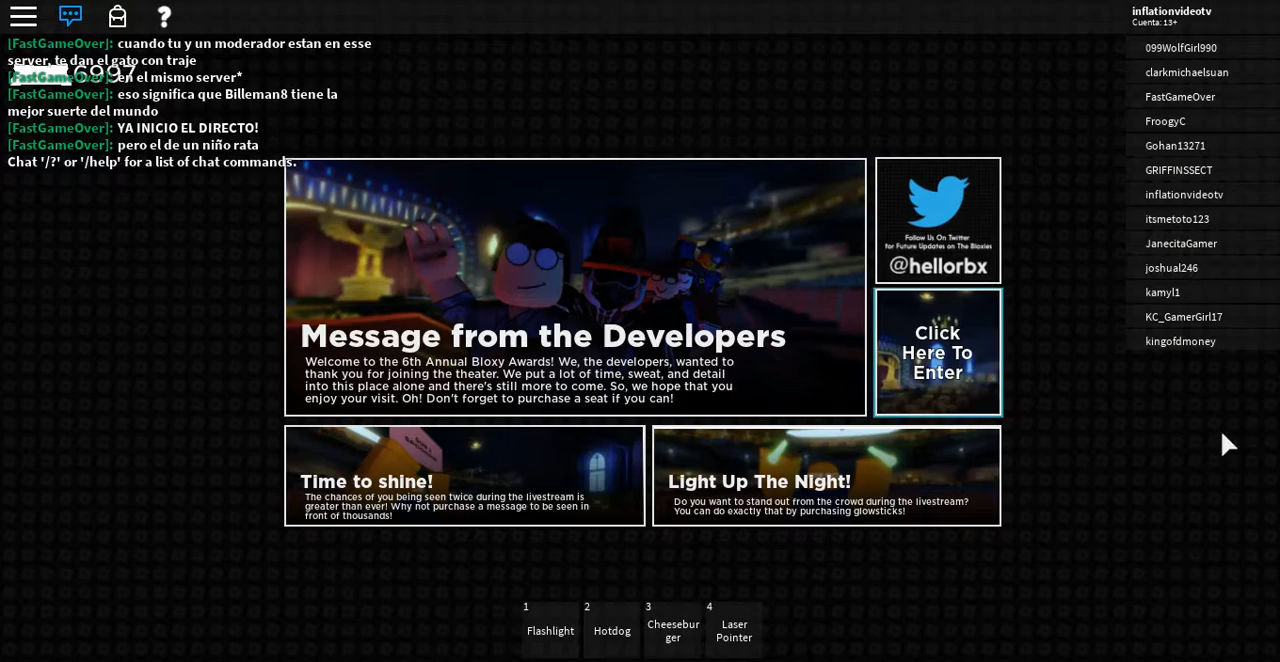 inflationvideotv
Cuenta: 13+
[FastGameOver]: cuando tu y un moderador estan en esse
server, te dan el gato con traje
6997
[FastGameOver]: en el mismo server*
[FastGameOver]: eso significa que Billeman8 tiene la
mejor suerte del mundo
[FastGameOver]: YA INICIO EL DIRECTO!
[FastGameOver]: pero el de un niño rata
Chat '/?' or '/help' for a list of chat commands.
099WolfGirl990
clarkmichaelsuan
FastGameOver
FroogyC
Gohan13271
GRIFFINSSECT
inflationvideotv
itsmetoto123
JanecitaGamer
joshual246
kamyl1
KC_GamerGirl17
kingofdmoney
Message from the Developers
Welcome to the 6th Annual Bloxy Awards! We, the developers, wanted to
thank you for joining the theater. We put a lot of time, sweat, and detail
into this place alone and there's still more to come. So, we hope that you
enjoy your visit. Oh! Don't forget to purchase a seat if you can!
Follow Us On Twitter
for Future Updates on The Bloxies
@hellorbx
Click
Here To
Enter
Time to shine!
The chances of you being seen twice during the livestream is
greater than ever! Why not purchase a message to be seen in
front of thousands!
Light Up The Night!
Do you want to stand out from the crowd during the livestream?
You can do exactly that by purchasing glowsticks!
1
Flashlight
2
Hotdog
3
Cheesebur
ger
4
Laser
Pointer